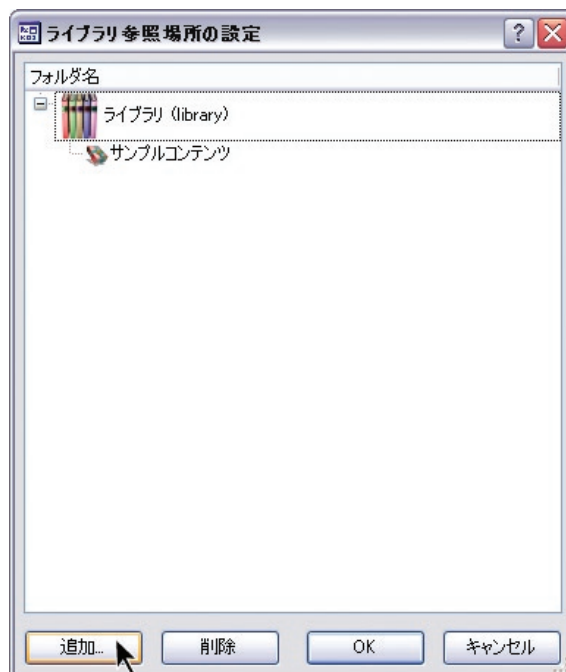 ライブラリ参照場所の設定
フォルダ名
ライブラリ (library)
サンプルコンテンツ
追加...
削除
OK
キャンセル